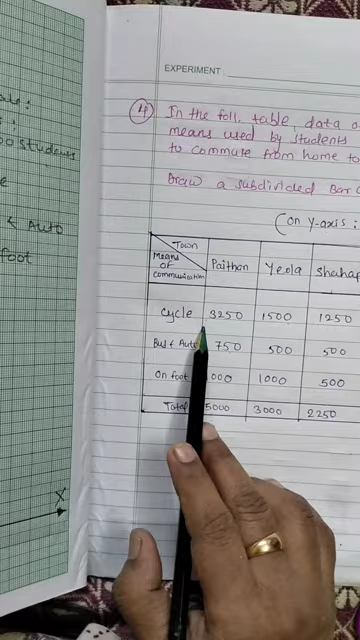 ale:
00 students
e
& Auto
foot
X
EXPERIMENT :
4 In the foll. table, data o
means used by students
to commute from home to
Draw a subdivided Bar
(on Y-axis :
Town
Means of communication
Paithan Yeola Shahap
Cycle 3250 1500 1250
Bus & Auto 750 500 500
On foot 1000 1000 500
Total 5000 3000 2250